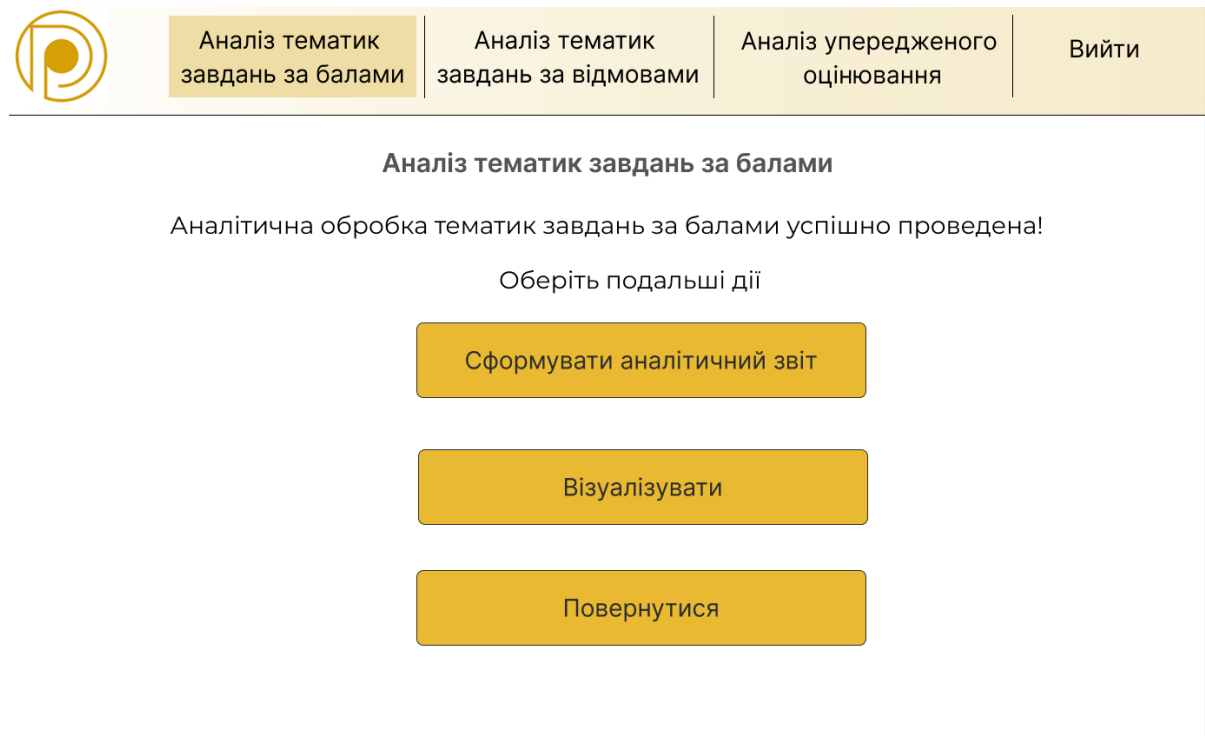 Аналіз тематик
завдань за балами
Аналіз тематик
завдань за відмовами
Аналіз упередженого
оцінювання
Вийти
Аналіз тематик завдань за балами
Аналітична обробка тематик завдань за балами успішно проведена!
Оберіть подальші дії
Сформувати аналітичний звіт
Візуалізувати
Повернутися